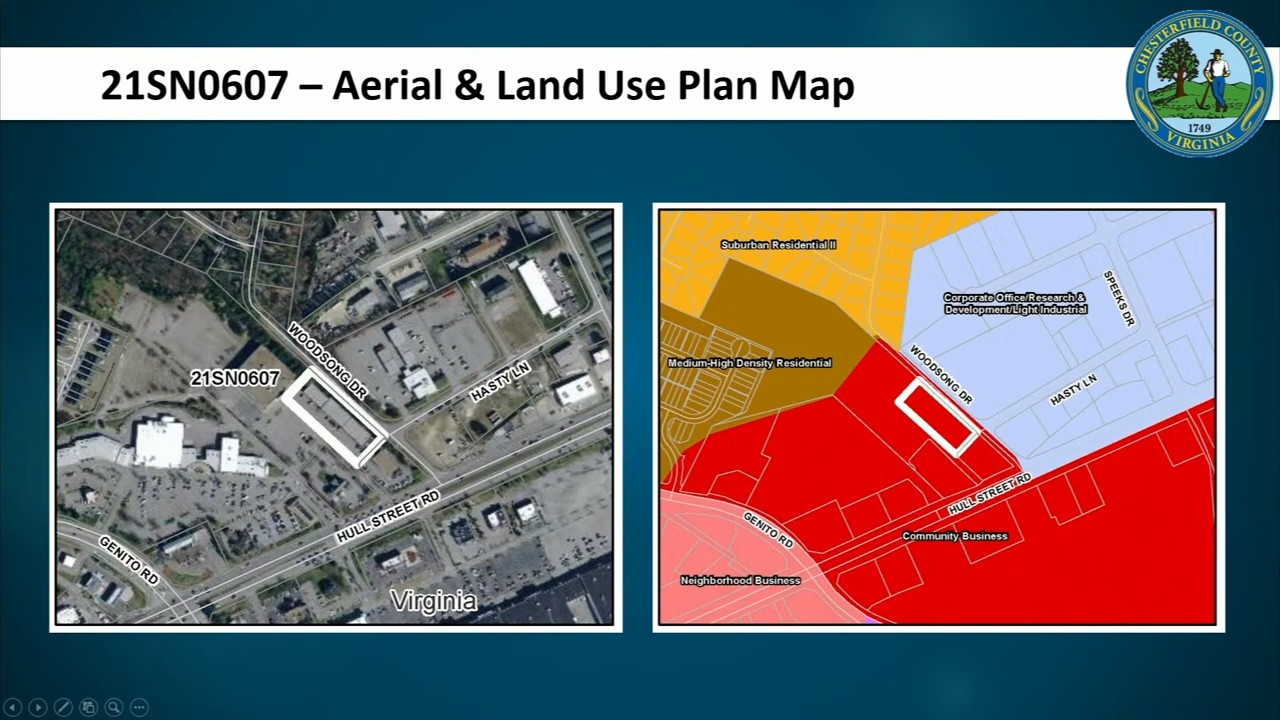 21SN0607 – Aerial & Land Use Plan Map
CHESTERFIELD COUNTY
1749
VIRGINIA
WOODSONG DR
21SN0607
HASTY LN
HULL STREET RD
GENITO RD
Virginia
Suburban Residential II
Corporate Office/Research &
Development/Light Industrial
SPEEKS DR
Medium-High Density Residential
WOODSONG DR
HASTY LN
HULL STREET RD
GENITO RD
Community Business
Neighborhood Business